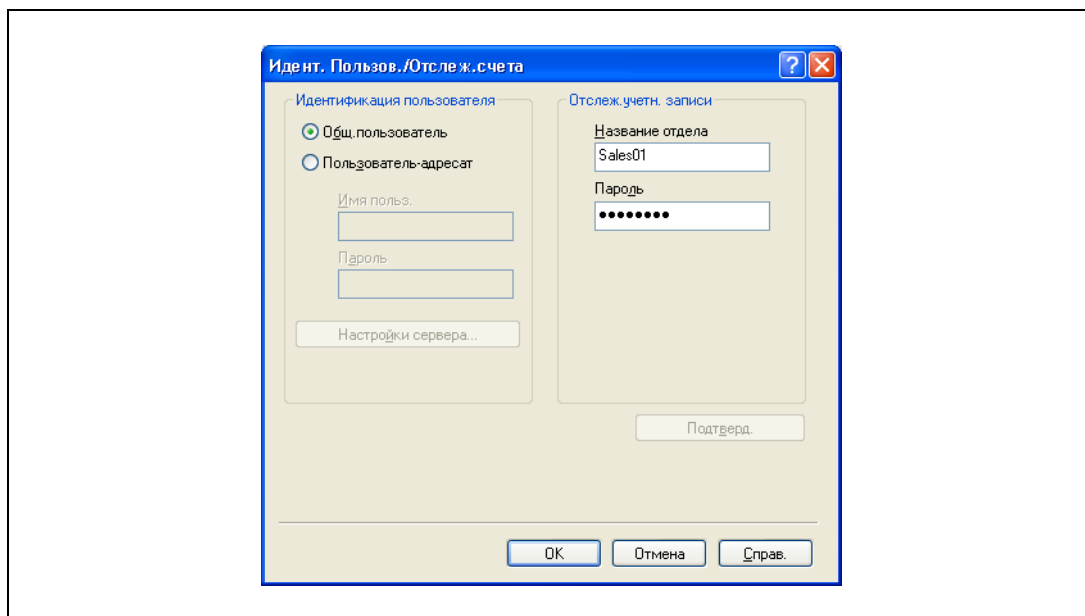 Идент. Пользов./Отслеж.счета
Идентификация пользователя
Общ.пользователь
Пользователь-адресат
Имя польз.
Пароль
Настройки сервера...
Отслеж.учетн. записи
Название отдела
Sales01
Пароль
●●●●●●●●
Подтверд.
OK
Отмена
Справ.